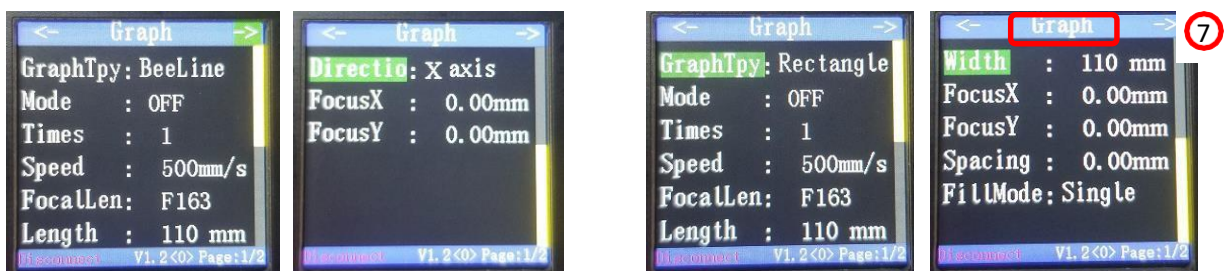 <- Graph ->
GraphTpy: BeeLine
Mode : OFF
Times : 1
Speed : 500mm/s
FocalLen: F163
Length : 110 mm
Disconnect V1.2<0> Page:1/2
<- Graph ->
Directio: X axis
FocusX : 0.00mm
FocusY : 0.00mm
Disconnect V1.2<0> Page:1/2
<- Graph ->
GraphTpy: Rectangle
Mode : OFF
Times : 1
Speed : 500mm/s
FocalLen: F163
Length : 110 mm
Disconnect V1.2<0> Page:1/2
<- Graph ->
7
Width : 110 mm
FocusX : 0.00mm
FocusY : 0.00mm
Spacing : 0.00mm
FillMode: Single
Disconnect V1.2<0> Page:1/2